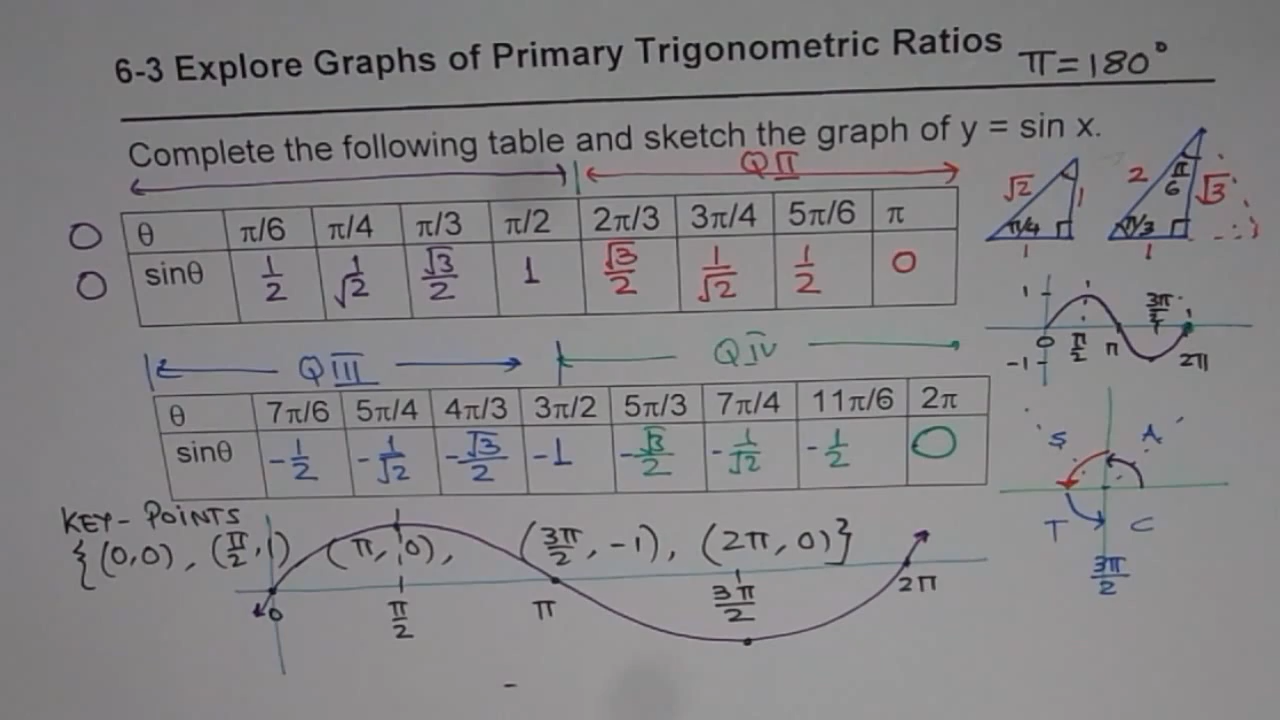 6-3 Explore Graphs of Primary Trigonometric Ratios π=180°
Complete the following table and sketch the graph of y = sin x.
QII
0 θ π/6 π/4 π/3 π/2 2π/3 3π/4 5π/6 π
0 sinθ 1/2 1/√2 √3/2 1 √3/2 1/√2 1/2 0
√2 1 π/4 1
2 π/6 √3 π/3 1
1 0 π/2 π 3π/2 2π -1
QIII QIV
θ 7π/6 5π/4 4π/3 3π/2 5π/3 7π/4 11π/6 2π
sinθ -1/2 -1/√2 -√3/2 -1 -√3/2 -1/√2 -1/2 0
S A
T C
3π/2
KEY-POINTS
{(0,0), (π/2,1) (π, 0), (3π/2, -1), (2π, 0)}
0 π/2 π 3π/2 2π